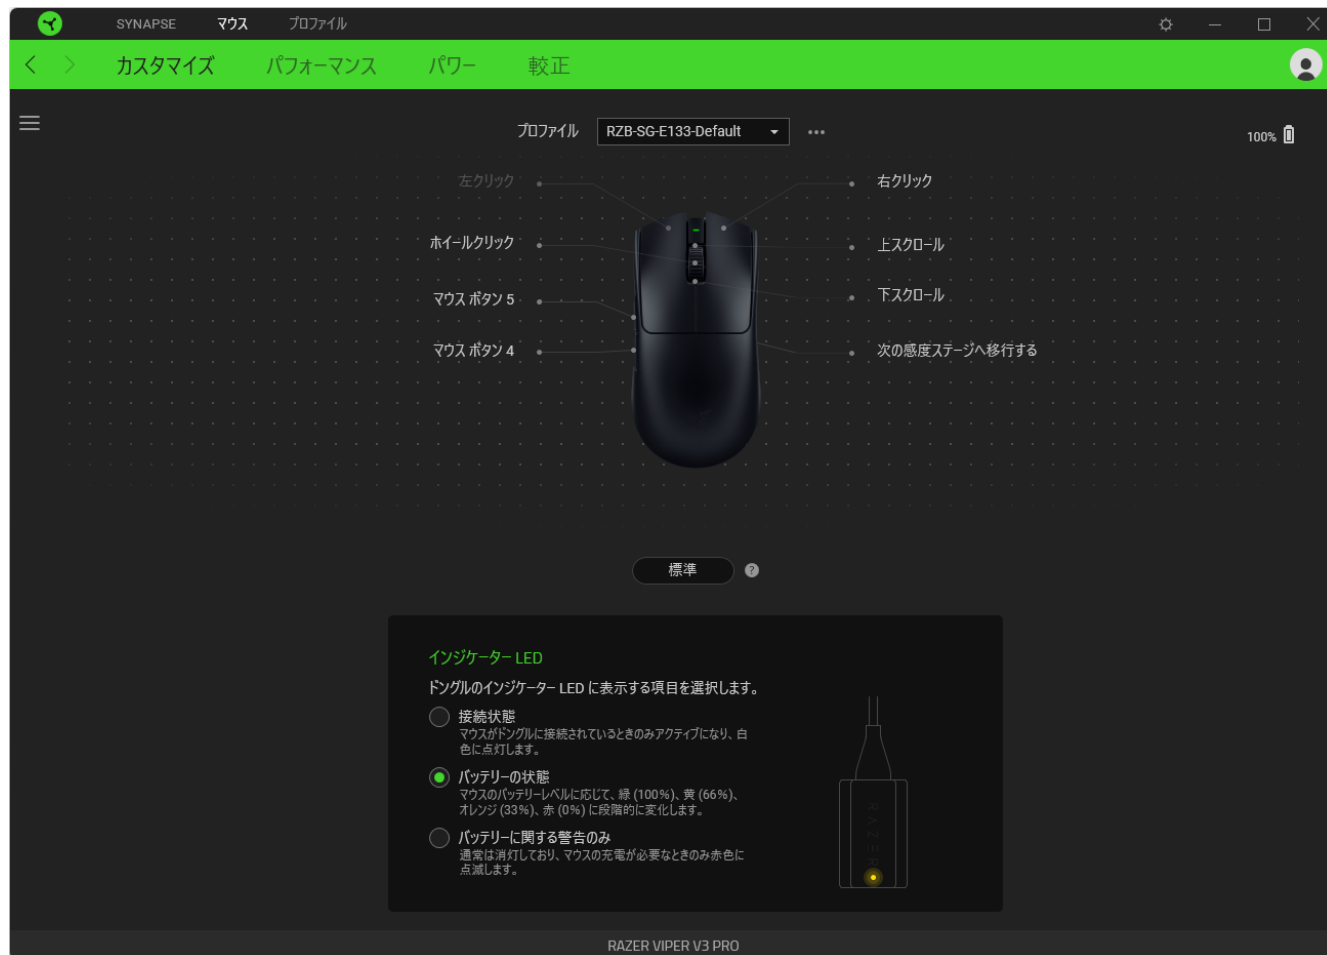 SYNAPSE マウス プロファイル
カスタマイズ パフォーマンス パワー 較正
プロファイル RZB-SG-E133-Default
100%
左クリック 右クリック
ホイールクリック 上スクロール
マウス ボタン 5 下スクロール
マウス ボタン 4 次の感度ステージへ移行する
標準 ?
インジケーター LED
ドングルのインジケーター LED に表示する項目を選択します。
接続状態
マウスがドングルに接続されているときのみアクティブになり、白
色に点灯します。
バッテリーの状態
マウスのバッテリーレベルに応じて、緑 (100%)、黄 (66%)、
オレンジ (33%)、赤 (0%) に段階的に変化します。
バッテリーに関する警告のみ
通常は消灯しており、マウスの充電が必要なときのみ赤色に
点滅します。
RAZER
RAZER VIPER V3 PRO